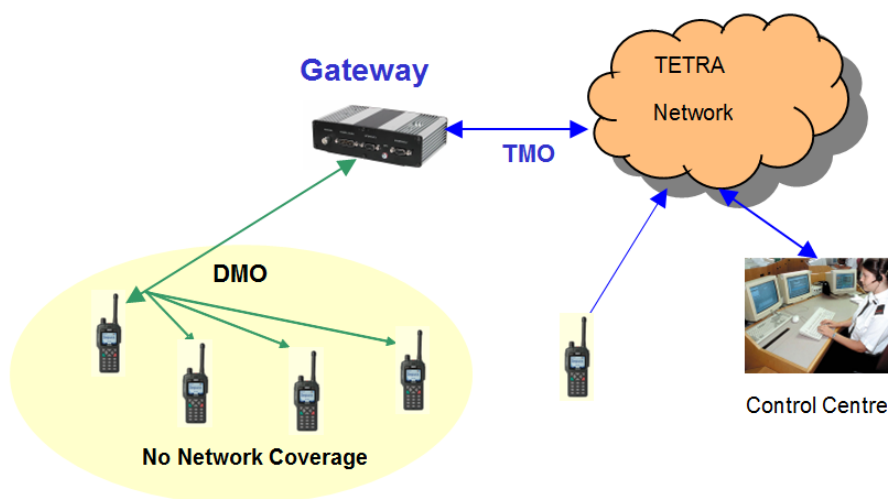 Gateway
TETRA
Network
TMO
DMO
No Network Coverage
Control Centre